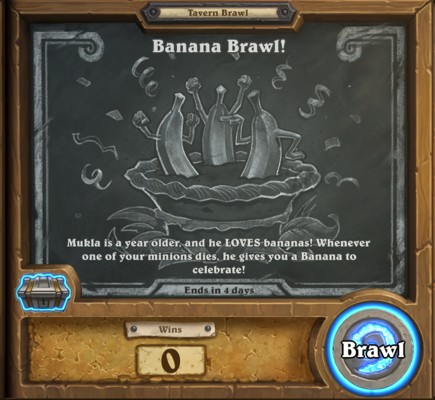 Tavern Brawl
Banana Brawl!
Mukla is a year older, and he LOVES bananas! Whenever
one of your minions dies, he gives you a Banana to
celebrate!
Ends in 4 days
Wins
0
Brawl